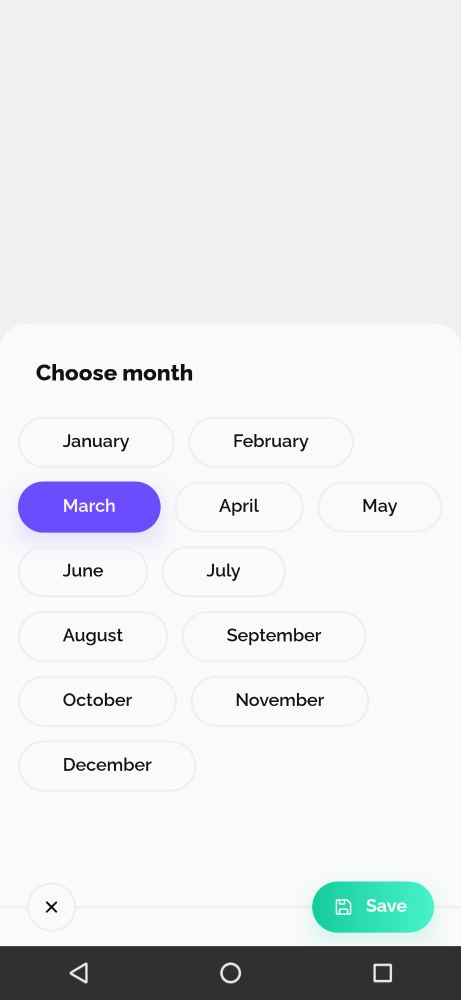 Choose month
January February
March April May
June July
August September
October November
December
Save